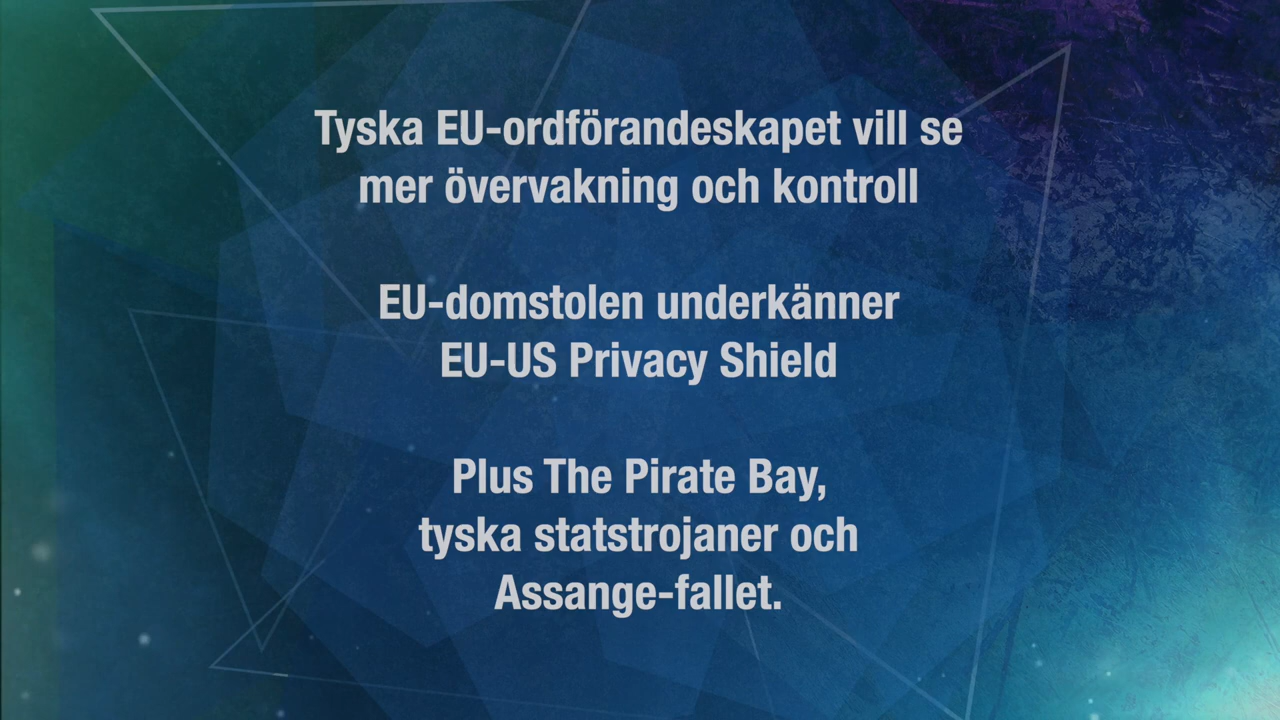 Tyska EU-ordförandeskapet vill se
mer övervakning och kontroll
EU-domstolen underkänner
EU-US Privacy Shield
Plus The Pirate Bay,
tyska statstrojaner och
Assange-fallet.